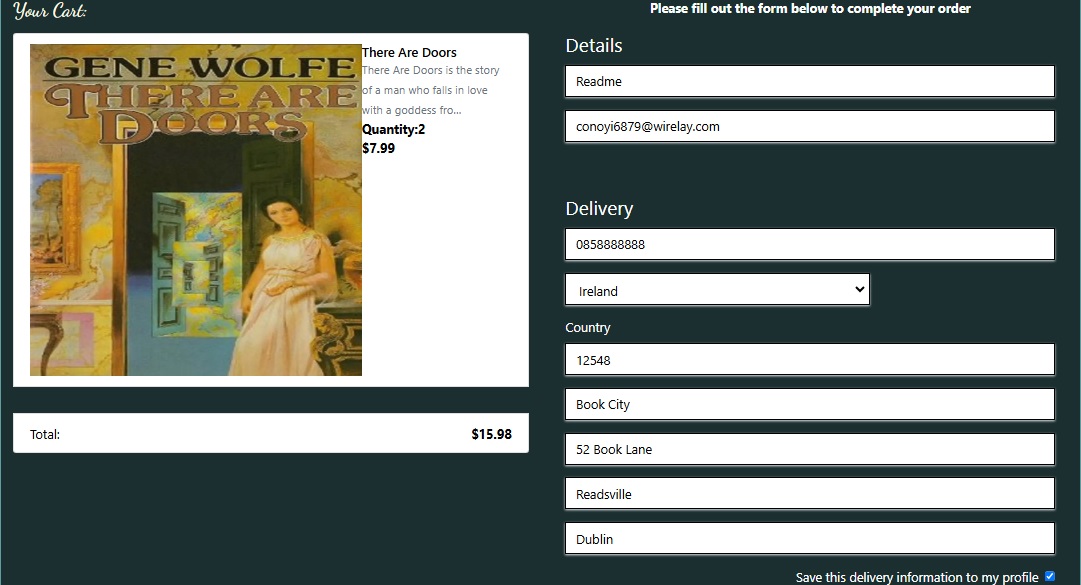 Your Cart:
GENE WOLFE
THERE ARE
DOORS
There Are Doors
There Are Doors is the story
of a man who falls in love
with a goddess fro...
Quantity:2
$7.99
Total:
$15.98
Please fill out the form below to complete your order
Details
Readme
conoyi6879@wirelay.com
Delivery
0858888888
Ireland
Country
12548
Book City
52 Book Lane
Readsville
Dublin
Save this delivery information to my profile